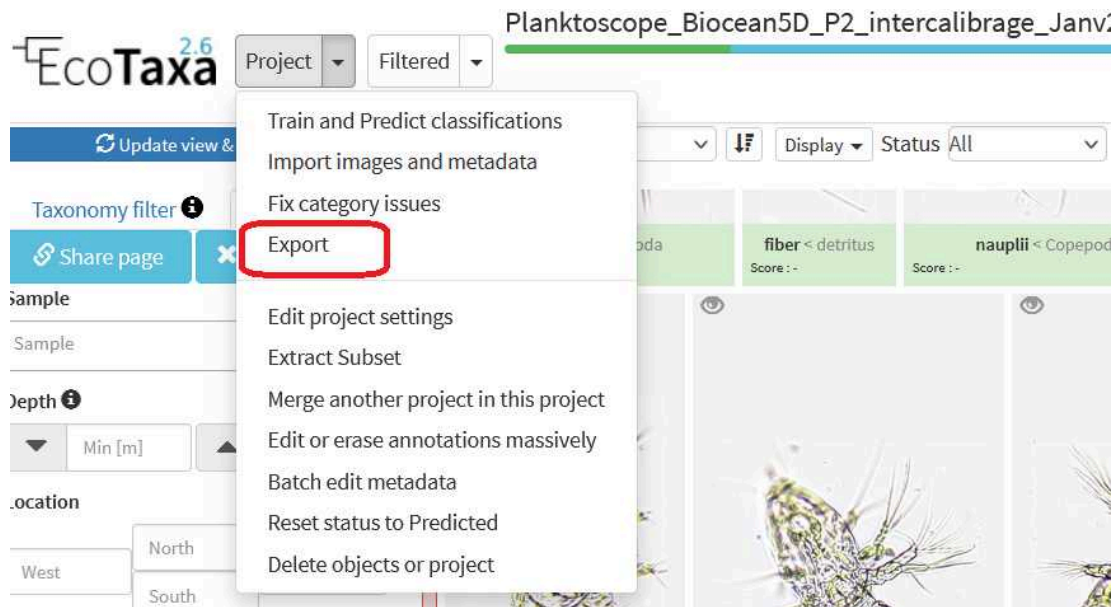 Planktoscope_Biocean5D_P2_intercalibrage_Janv
EcoTaxa 2.6
Project
Filtered
Train and Predict classifications
Import images and metadata
Fix category issues
Export
Edit project settings
Extract Subset
Merge another project in this project
Edit or erase annotations massively
Batch edit metadata
Reset status to Predicted
Delete objects or project
Update view &
Display
Status All
Taxonomy filter
Share page
fiber < detritus
Score : -
nauplii < Copepod
Score : -
Sample
Sample
Depth
Min [m]
Location
North
West
South